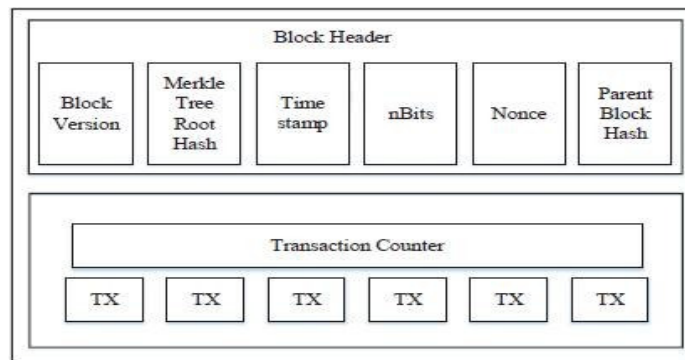 Block Header
Block
Version
Merkle
Tree
Root
Hash
Time
stamp
nBits
Nonce
Parent
Block
Hash
Transaction Counter
TX
TX
TX
TX
TX
TX